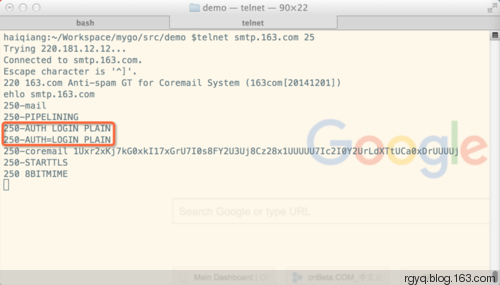 demo — telnet — 90×22
bash
telnet
haiqiang:~/Workspace/mygo/src/demo $telnet smtp.163.com 25
Trying 220.181.12.12...
Connected to smtp.163.com.
Escape character is '^]'.
220 163.com Anti-spam GT for Coremail System (163com[20141201])
ehlo smtp.163.com
250-mail
250-PIPELINING
250-AUTH LOGIN PLAIN
250-AUTH=LOGIN PLAIN
250-coremail 1Uxr2xKj7kG0xkI17xGrU7I0s8FY2U3Uj8Cz28x1UUUUU7Ic2I0Y2UrLdXTtUCa0xDrUUUUj
250-STARTTLS
250 8BITMIME
Google
Search Google or type URL
Main Dashboard
cnBeta.COM
rgyq.blog.163.com